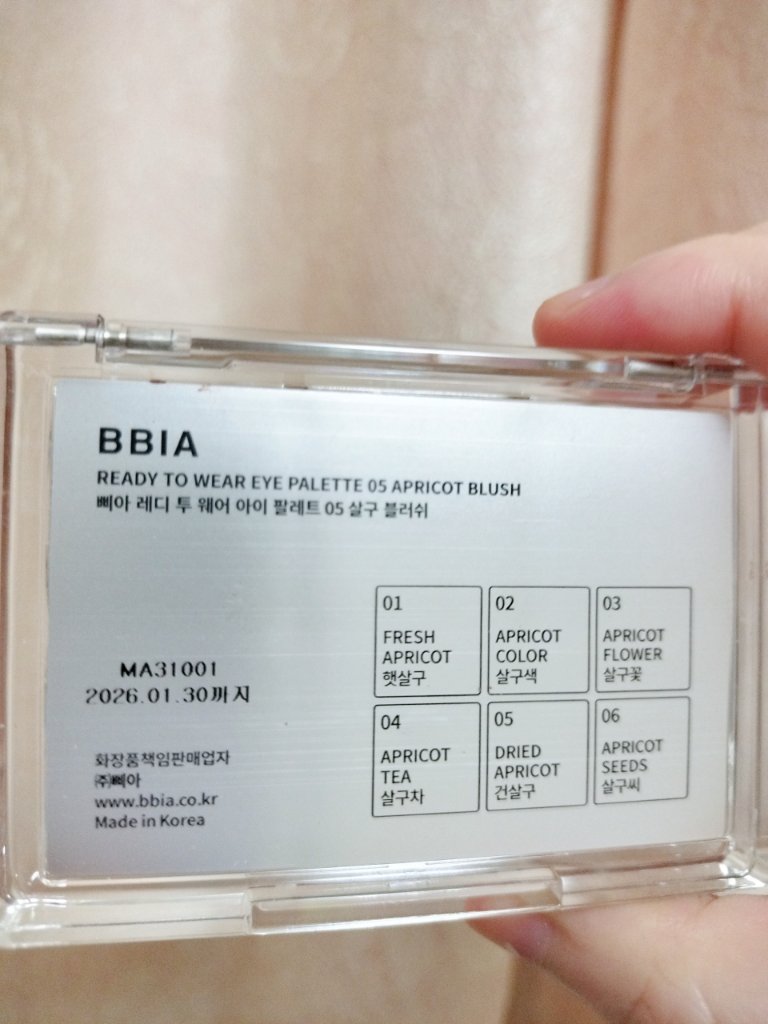 BBIA
READY TO WEAR EYE PALETTE 05 APRICOT BLUSH
삐아 레디 투 웨어 아이 팔레트 05 살구 블러쉬
01
FRESH
APRICOT
햇살구
02
APRICOT
COLOR
살구색
03
APRICOT
FLOWER
살구꽃
04
APRICOT
TEA
살구차
05
DRIED
APRICOT
건살구
06
APRICOT
SEEDS
살구씨
MA31001
2026.01.30까지
화장품책임판매업자
㈜삐아
www.bbia.co.kr
Made in Korea